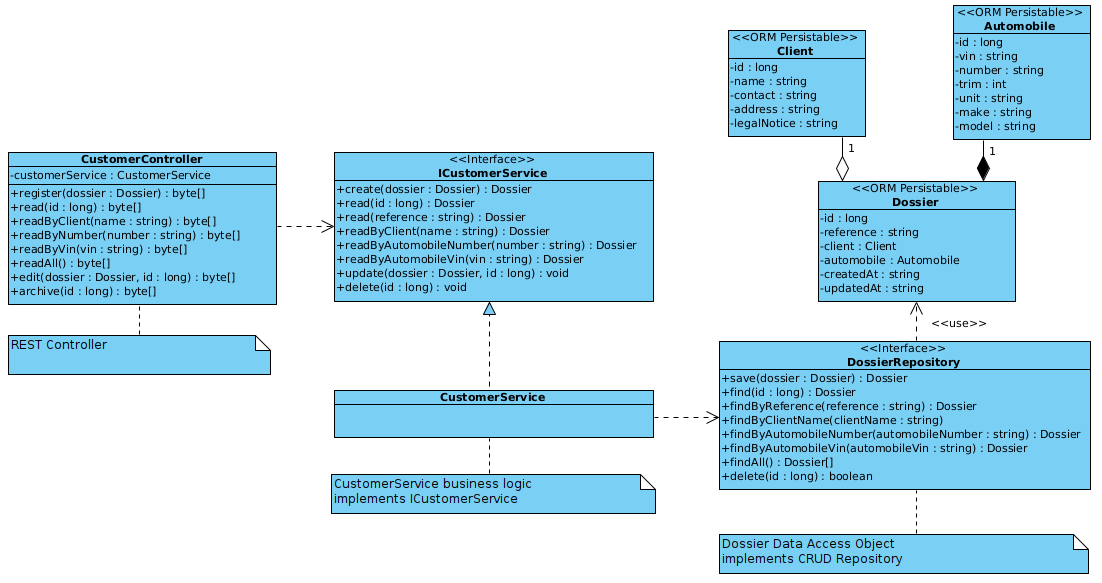 <<ORM Persistable>>
Automobile
-id : long
-vin : string
-number : string
-trim : int
-unit : string
-make : string
-model : string
<<ORM Persistable>>
Client
-id : long
-name : string
-contact : string
-address : string
-legalNotice : string
1
1
CustomerController
-customerService : CustomerService
+register(dossier : Dossier) : byte[]
+read(id : long) : byte[]
+readByClient(name : string) : byte[]
+readByNumber(number : string) : byte[]
+readByVin(vin : string) : byte[]
+readAll() : byte[]
+edit(dossier : Dossier, id : long) : byte[]
+archive(id : long) : byte[]
REST Controller
<<Interface>>
ICustomerService
+create(dossier : Dossier) : Dossier
+read(id : long) : Dossier
+read(reference : string) : Dossier
+readByClient(name : string) : Dossier
+readByAutomobileNumber(number : string) : Dossier
+readByAutomobileVin(vin : string) : Dossier
+update(dossier : Dossier, id : long) : void
+delete(id : long) : void
<<ORM Persistable>>
Dossier
-id : long
-reference : string
-client : Client
-automobile : Automobile
-createdAt : string
-updatedAt : string
<<use>>
CustomerService
CustomerService business logic
implements ICustomerService
<<Interface>>
DossierRepository
+save(dossier : Dossier) : Dossier
+find(id : long) : Dossier
+findByReference(reference : string) : Dossier
+findByClientName(clientName : string)
+findByAutomobileNumber(automobileNumber : string) : Dossier
+findByAutomobileVin(automobileVin : string) : Dossier
+findAll() : Dossier[]
+delete(id : long) : boolean
Dossier Data Access Object
implements CRUD Repository